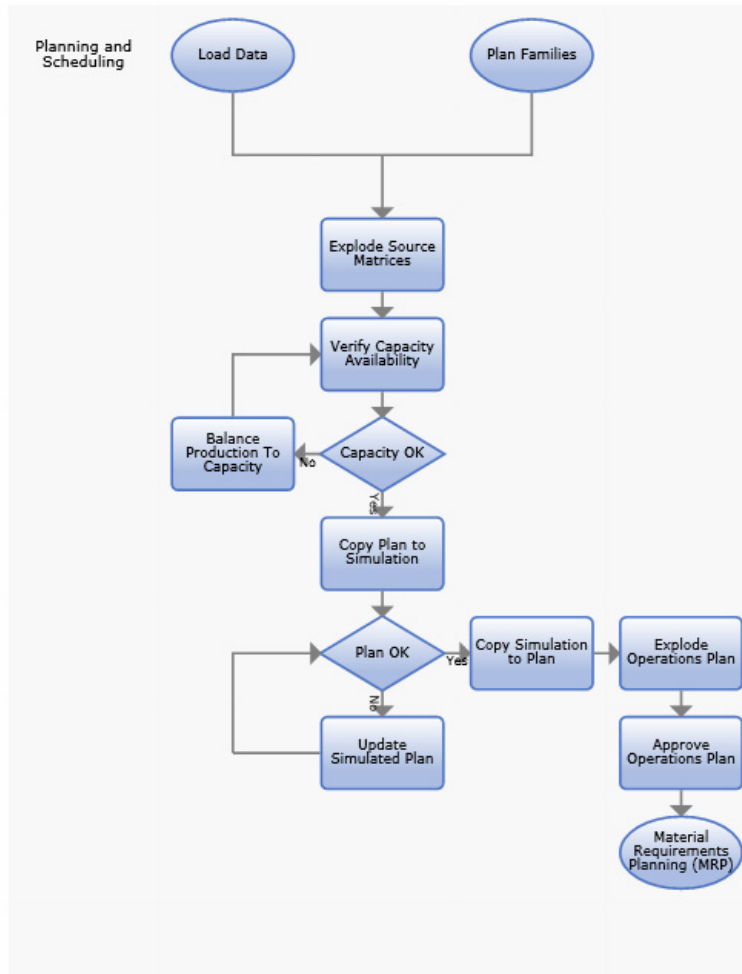 Planning and
Scheduling
Load Data
Plan Families
Explode Source
Matrices
Verify Capacity
Availability
Balance
Production To
Capacity
No
Capacity OK
Yes
Copy Plan to
Simulation
Plan OK
Yes
Copy Simulation
to Plan
Explode
Operations Plan
No
Update
Simulated Plan
Approve
Operations Plan
Material
Requirements
Planning (MRP)